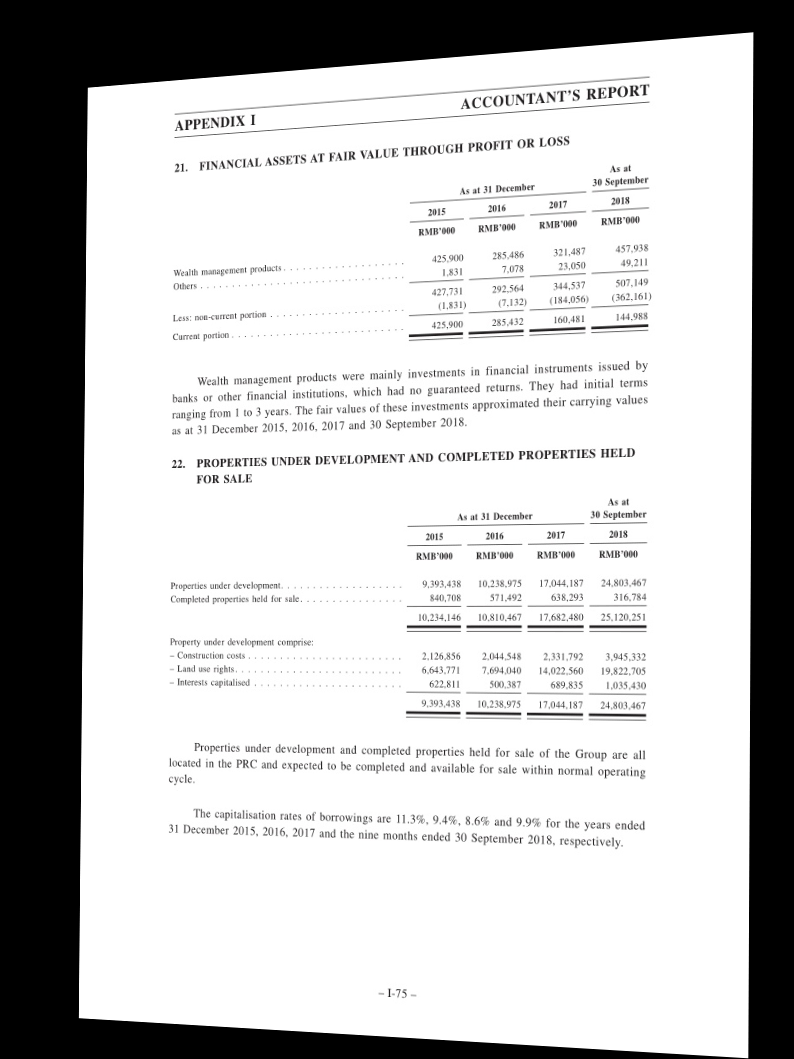 APPENDIX I ACCOUNTANT'S REPORT
21. FINANCIAL ASSETS AT FAIR VALUE THROUGH PROFIT OR LOSS
As at 31 December As at 30 September
2015 2016 2017 2018
RMB'000 RMB'000 RMB'000 RMB'000
Wealth management products . . . . . . . . . . . . . . . . . . . 425,900 285,486 321,487 457,938
Others . . . . . . . . . . . . . . . . . . . . . . . . . . . . . . . . 1,831 7,078 23,050 49,211
427,731 292,564 344,537 507,149
Less: non-current portion . . . . . . . . . . . . . . . . . . . . . (1,831) (7,132) (184,056) (362,161)
Current portion . . . . . . . . . . . . . . . . . . . . . . . . . . . 425,900 285,432 160,481 144,988
Wealth management products were mainly investments in financial instruments issued by
banks or other financial institutions, which had no guaranteed returns. They had initial terms
ranging from 1 to 3 years. The fair values of these investments approximated their carrying values
as at 31 December 2015, 2016, 2017 and 30 September 2018.
22. PROPERTIES UNDER DEVELOPMENT AND COMPLETED PROPERTIES HELD
FOR SALE
As at 31 December As at 30 September
2015 2016 2017 2018
RMB'000 RMB'000 RMB'000 RMB'000
Properties under development. . . . . . . . . . . . . . . . . . . 9,393,438 10,238,975 17,044,187 24,803,467
Completed properties held for sale. . . . . . . . . . . . . . . . 840,708 571,492 638,293 316,784
10,234,146 10,810,467 17,682,480 25,120,251
Property under development comprise:
– Construction costs . . . . . . . . . . . . . . . . . . . . . . . . 2,126,856 2,044,548 2,331,792 3,945,332
– Land use rights. . . . . . . . . . . . . . . . . . . . . . . . . . 6,643,771 7,694,040 14,022,560 19,822,705
– Interests capitalised . . . . . . . . . . . . . . . . . . . . . . . 622,811 500,387 689,835 1,035,430
9,393,438 10,238,975 17,044,187 24,803,467
Properties under development and completed properties held for sale of the Group are all
located in the PRC and expected to be completed and available for sale within normal operating
cycle.
The capitalisation rates of borrowings are 11.3%, 9.4%, 8.6% and 9.9% for the years ended
31 December 2015, 2016, 2017 and the nine months ended 30 September 2018, respectively.
– I-75 –